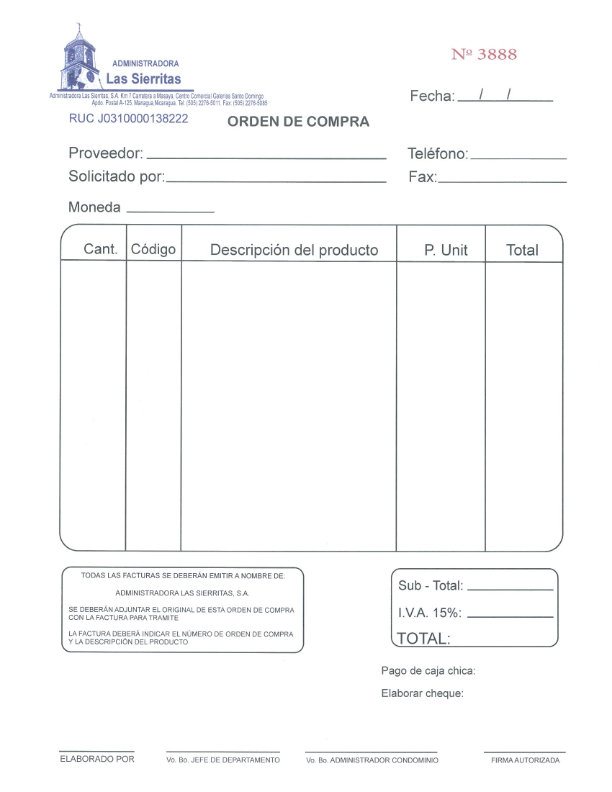 Nº 3888
ADMINISTRADORA
Las Sierritas
Administradora Las Sierritas, S.A. Km 7 Carretera a Masaya. Centro Comercial Galerías Santo Domingo
Apdo. Postal A-125. Managua, Nicaragua. Tel: (505) 2276-5011. Fax: (505) 2276-5086
Fecha: / /
RUC J0310000138222
ORDEN DE COMPRA
Proveedor: Teléfono:
Solicitado por: Fax:
Moneda
Cant. Código Descripción del producto P. Unit Total
TODAS LAS FACTURAS SE DEBERÁN EMITIR A NOMBRE DE:
ADMINISTRADORA LAS SIERRITAS, S.A.
SE DEBERÁN ADJUNTAR EL ORIGINAL DE ESTA ORDEN DE COMPRA
CON LA FACTURA PARA TRAMITE
LA FACTURA DEBERÁ INDICAR EL NÚMERO DE ORDEN DE COMPRA
Y LA DESCRIPCIÓN DEL PRODUCTO
Sub - Total:
I.V.A. 15%:
TOTAL:
Pago de caja chica:
Elaborar cheque:
ELABORADO POR Vo. Bo. JEFE DE DEPARTAMENTO Vo. Bo. ADMINISTRADOR CONDOMINIO FIRMA AUTORIZADA